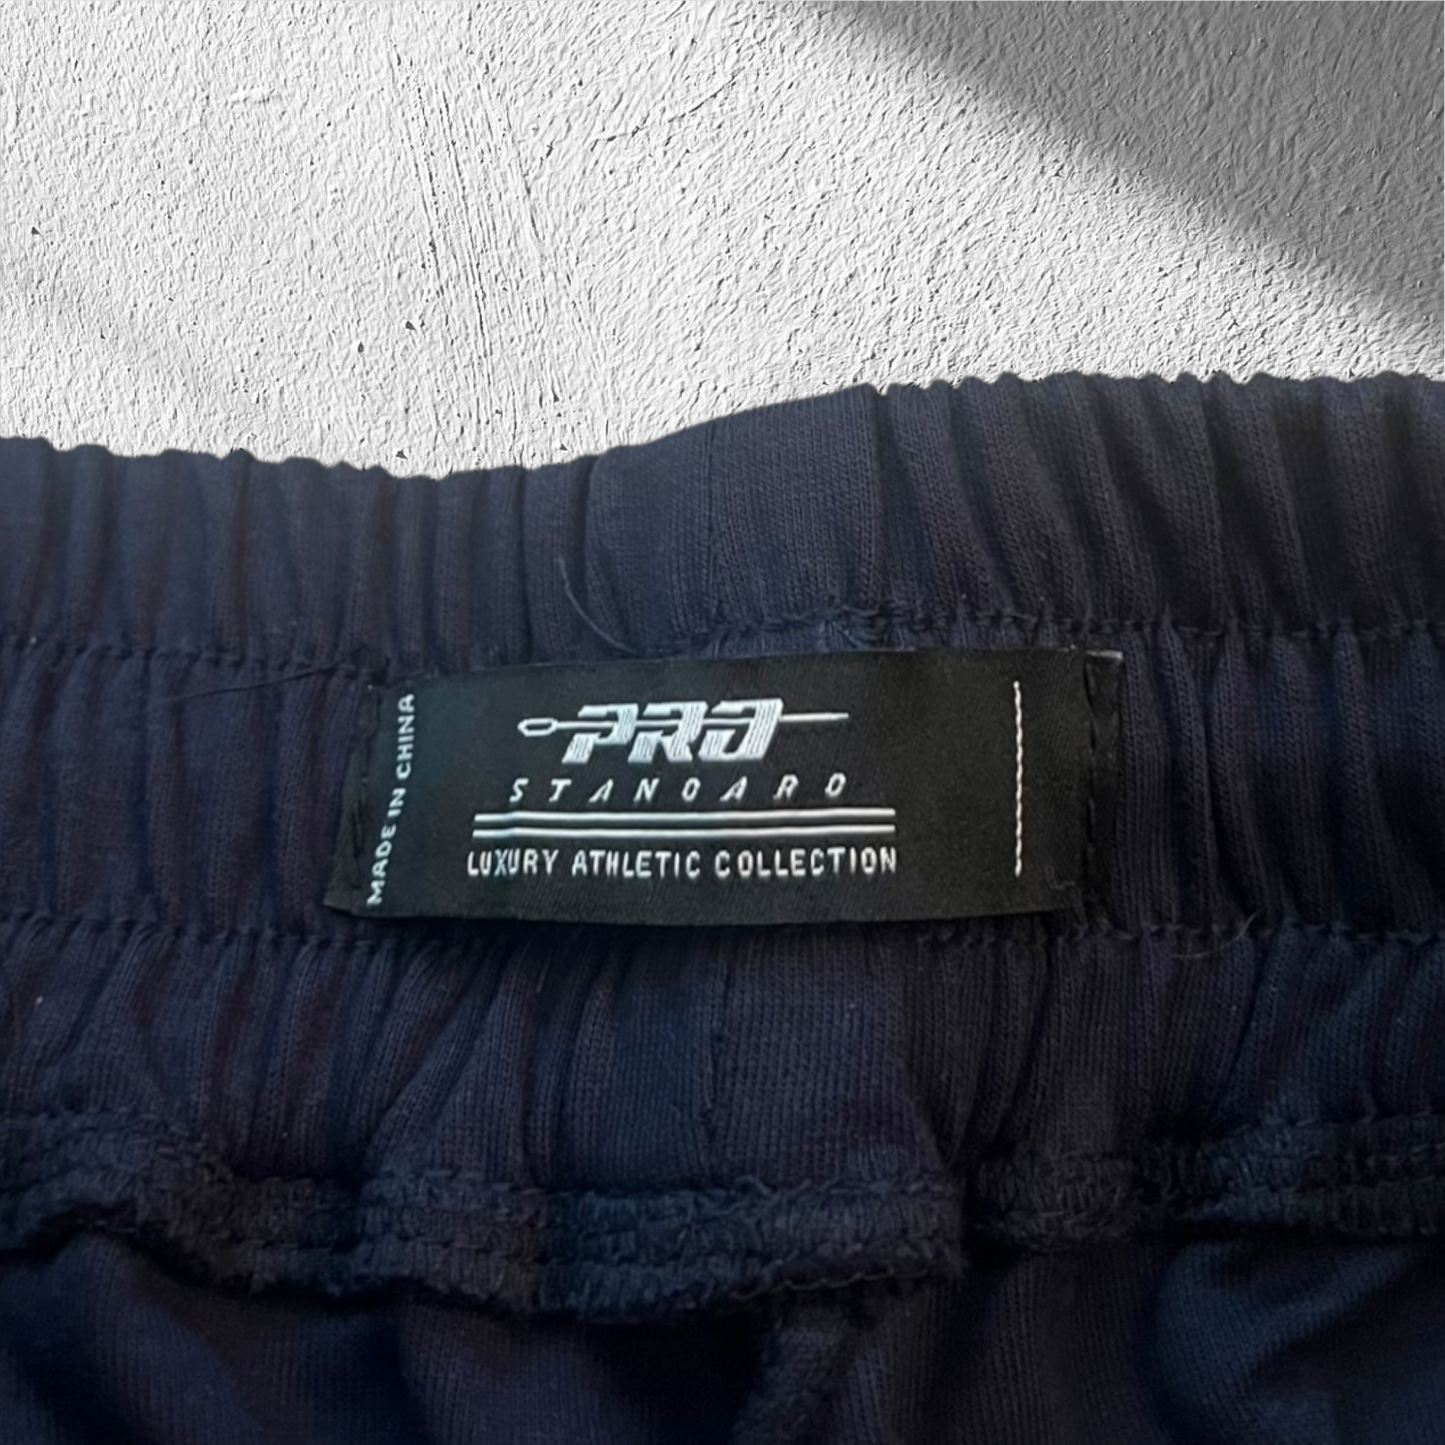 PRO
STANDARD
LUXURY ATHLETIC COLLECTION
MADE IN CHINA